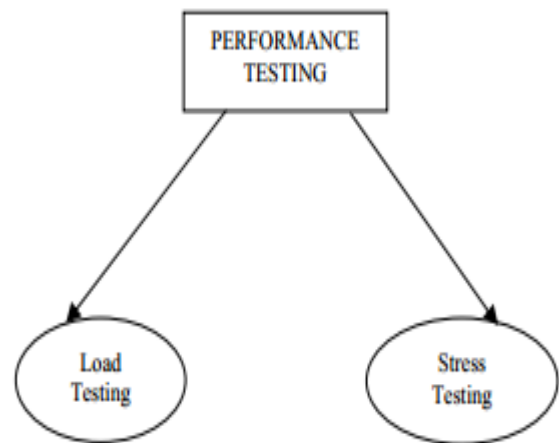 PERFORMANCE
TESTING
Load
Testing
Stress
Testing